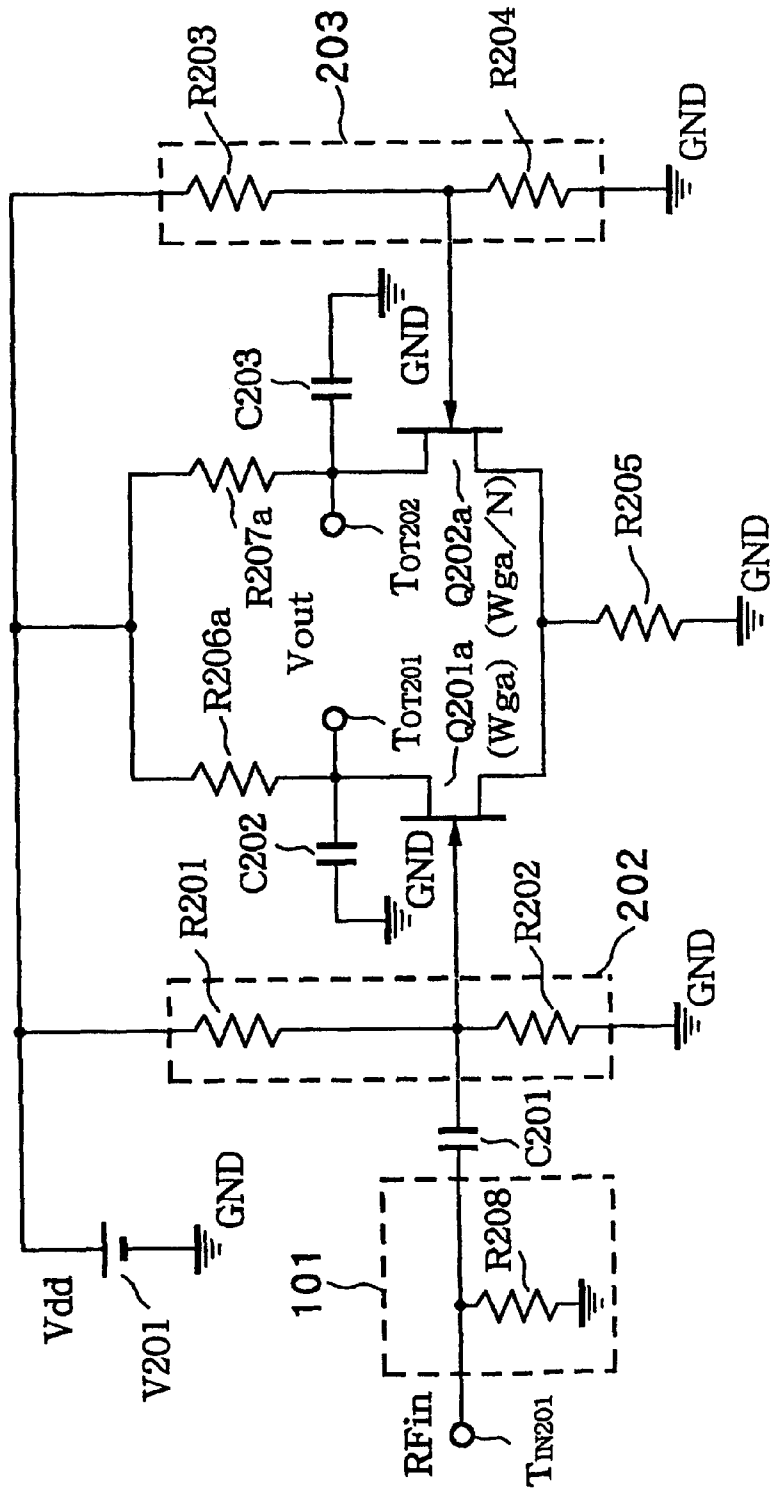 Vdd
V201
GND
RFin
TIN201
101
R208
C201
R201
R202
202
GND
C202
GND
R206a
TOT201
Vout
Q201a
(Wga)
R207a
TOT202
Q202a
(Wga/N)
C203
GND
R205
GND
R203
203
R204
GND